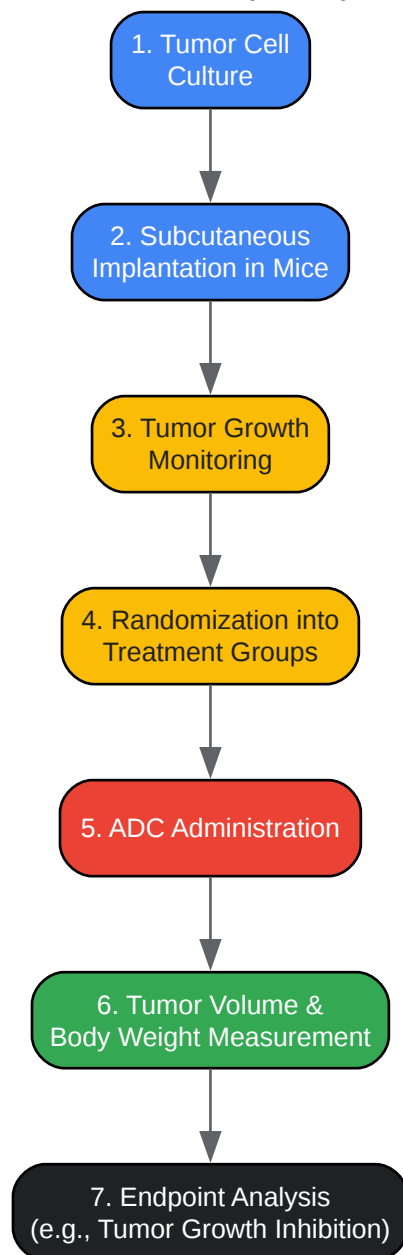 1. Tumor Cell
Culture
2. Subcutaneous
Implantation in Mice
3. Tumor Growth
Monitoring
4. Randomization into
Treatment Groups
5. ADC Administration
6. Tumor Volume &
Body Weight Measurement
7. Endpoint Analysis
(e.g., Tumor Growth Inhibition)